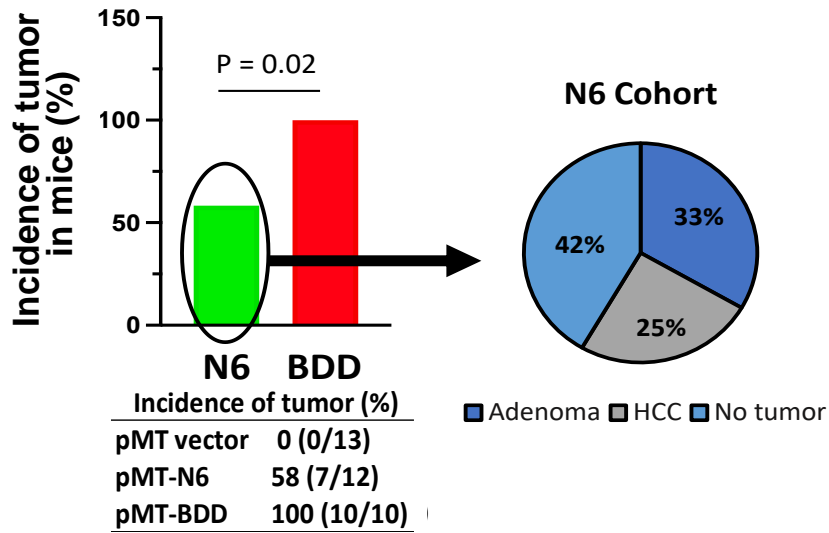 Incidence of tumor
in mice (%)
150
100
50
0
P = 0.02
N6 BDD
Incidence of tumor (%)
pMT vector 0 (0/13)
pMT-N6 58 (7/12)
pMT-BDD 100 (10/10)
N6 Cohort
33%
42%
25%
Adenoma HCC No tumor